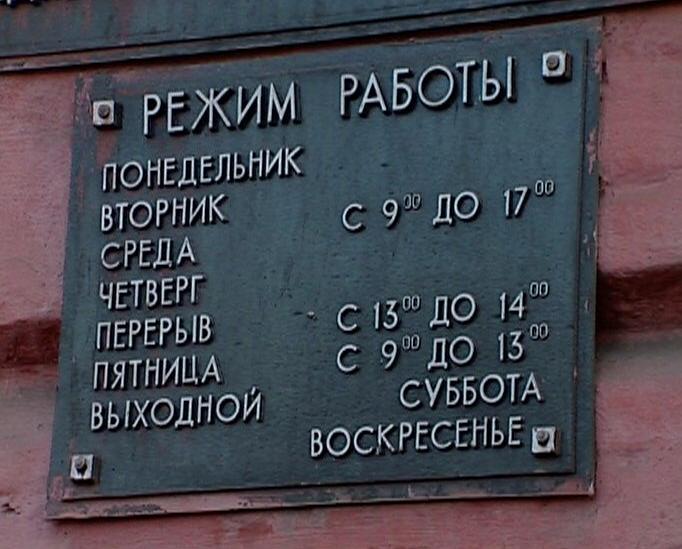 РЕЖИМ РАБОТЫ
ПОНЕДЕЛЬНИК
ВТОРНИК С 9⁰⁰ ДО 17⁰⁰
СРЕДА
ЧЕТВЕРГ
ПЕРЕРЫВ С 13⁰⁰ ДО 14⁰⁰
ПЯТНИЦА С 9⁰⁰ ДО 13⁰⁰
ВЫХОДНОЙ СУББОТА
ВОСКРЕСЕНЬЕ